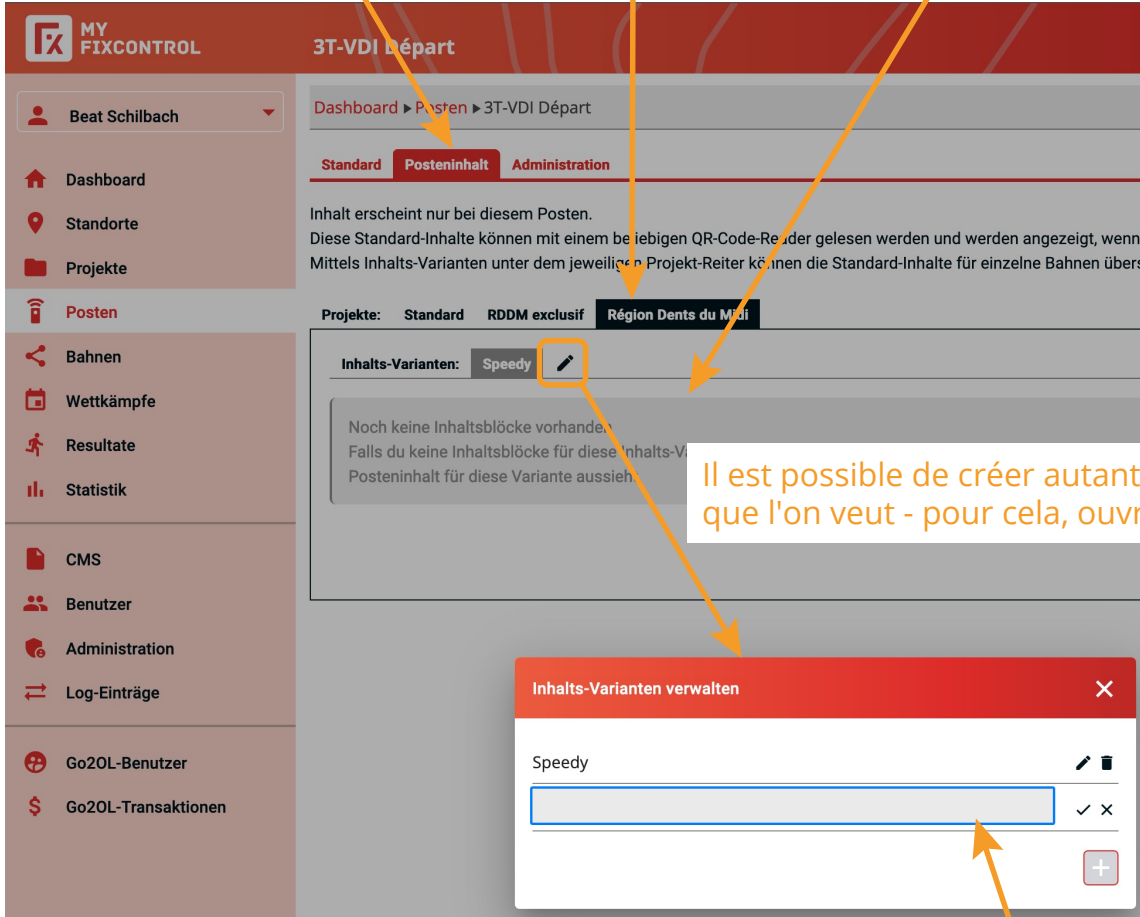 MY
FIXCONTROL
3T-VDI Départ
Beat Schilbach
Dashboard
Standorte
Projekte
Posten
Bahnen
Wettkämpfe
Resultate
Statistik
CMS
Benutzer
Administration
Log-Einträge
Go2OL-Benutzer
Go2OL-Transaktionen
Dashboard ▸ Posten ▸ 3T-VDI Départ
Standard Posteninhalt Administration
Inhalt erscheint nur bei diesem Posten.
Diese Standard-Inhalte können mit einem beliebigen QR-Code-Reader gelesen werden und werden angezeigt, wenn
Mittels Inhalts-Varianten unter dem jeweiligen Projekt-Reiter können die Standard-Inhalte für einzelne Bahnen übers
Projekte: Standard RDDM exclusif Région Dents du Midi
Inhalts-Varianten: Speedy
Noch keine Inhaltsblöcke vorhanden
Falls du keine Inhaltsblöcke für diese Inhalts-Va
Posteninhalt für diese Variante aussieht
Il est possible de créer autant
que l'on veut - pour cela, ouvr
Inhalts-Varianten verwalten
Speedy